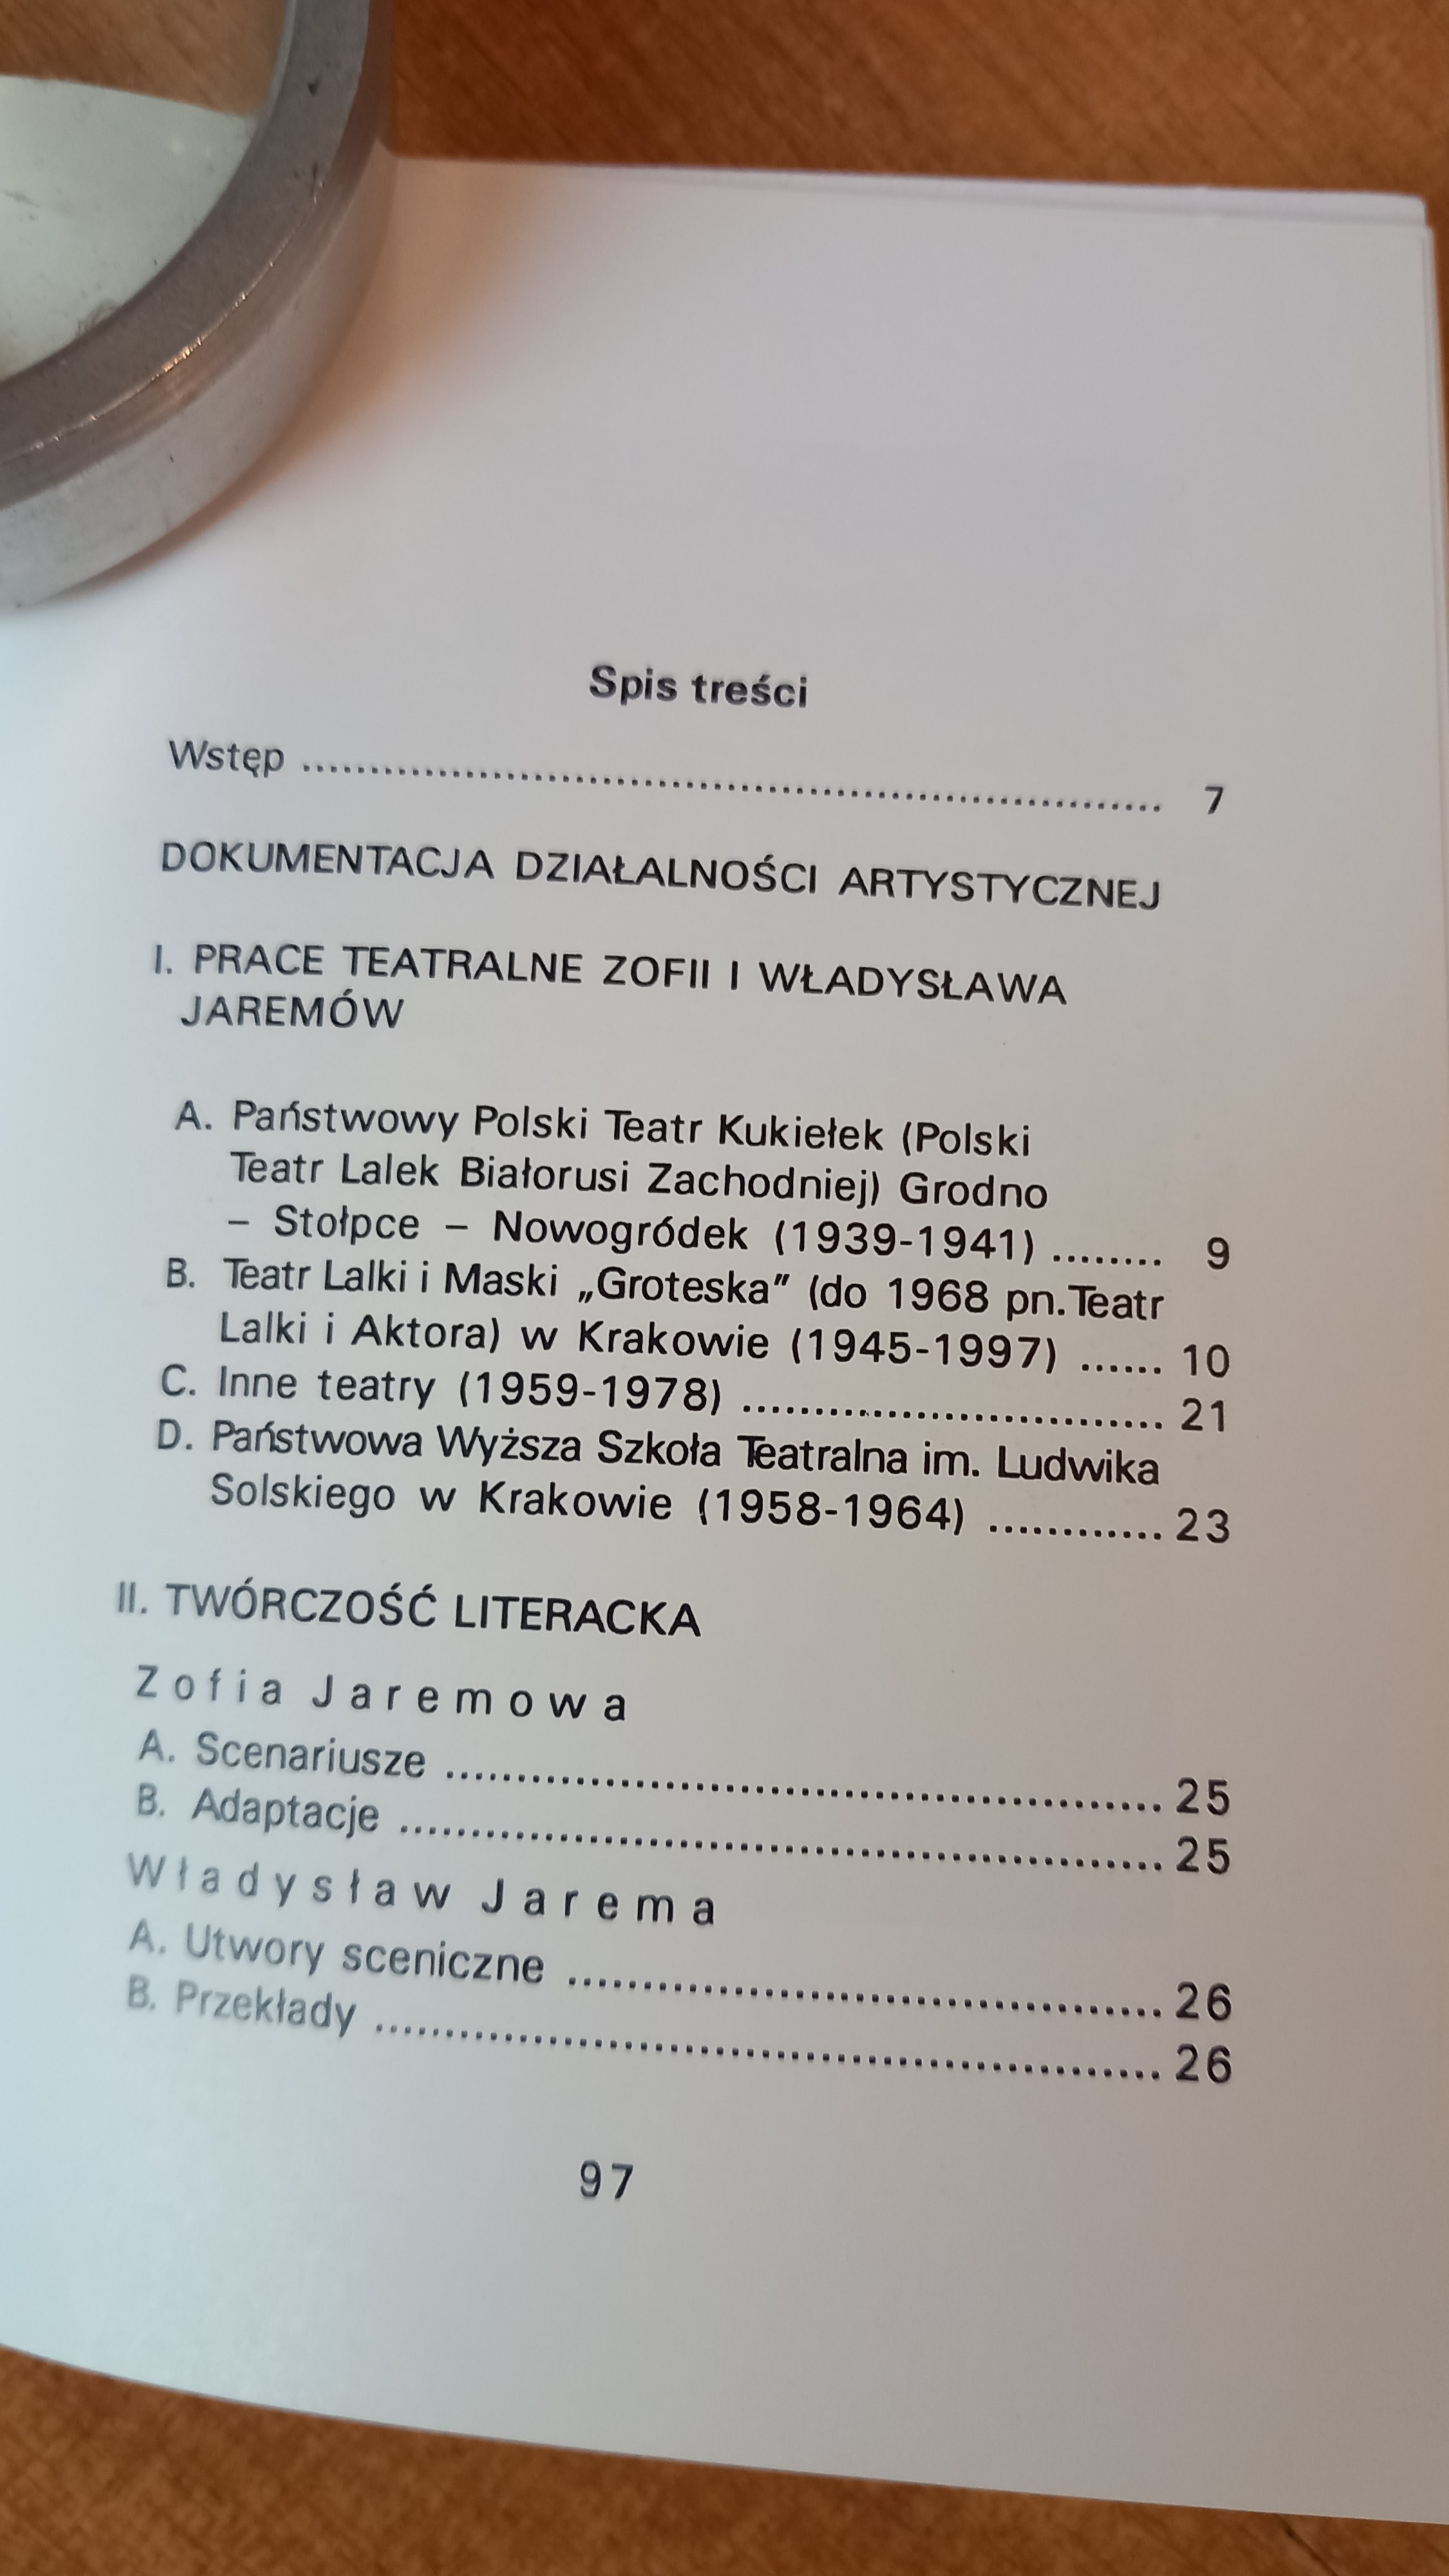 Spis treści
Wstęp ................................................................ 7
DOKUMENTACJA DZIAŁALNOŚCI ARTYSTYCZNEJ
I. PRACE TEATRALNE ZOFII I WŁADYSŁAWA
JAREMÓW
A. Państwowy Polski Teatr Kukiełek (Polski
Teatr Lalek Białorusi Zachodniej) Grodno
– Stołpce – Nowogródek (1939-1941) ........ 9
B. Teatr Lalki i Maski „Groteska” (do 1968 pn.Teatr
Lalki i Aktora) w Krakowie (1945-1997) ...... 10
C. Inne teatry (1959-1978) ............................. 21
D. Państwowa Wyższa Szkoła Teatralna im. Ludwika
Solskiego w Krakowie (1958-1964) ............ 23
II. TWÓRCZOŚĆ LITERACKA
Zofia Jaremowa
A. Scenariusze .................................................. 25
B. Adaptacje ..................................................... 25
Władysław Jarema
A. Utwory sceniczne ......................................... 26
B. Przekłady ...................................................... 26
97